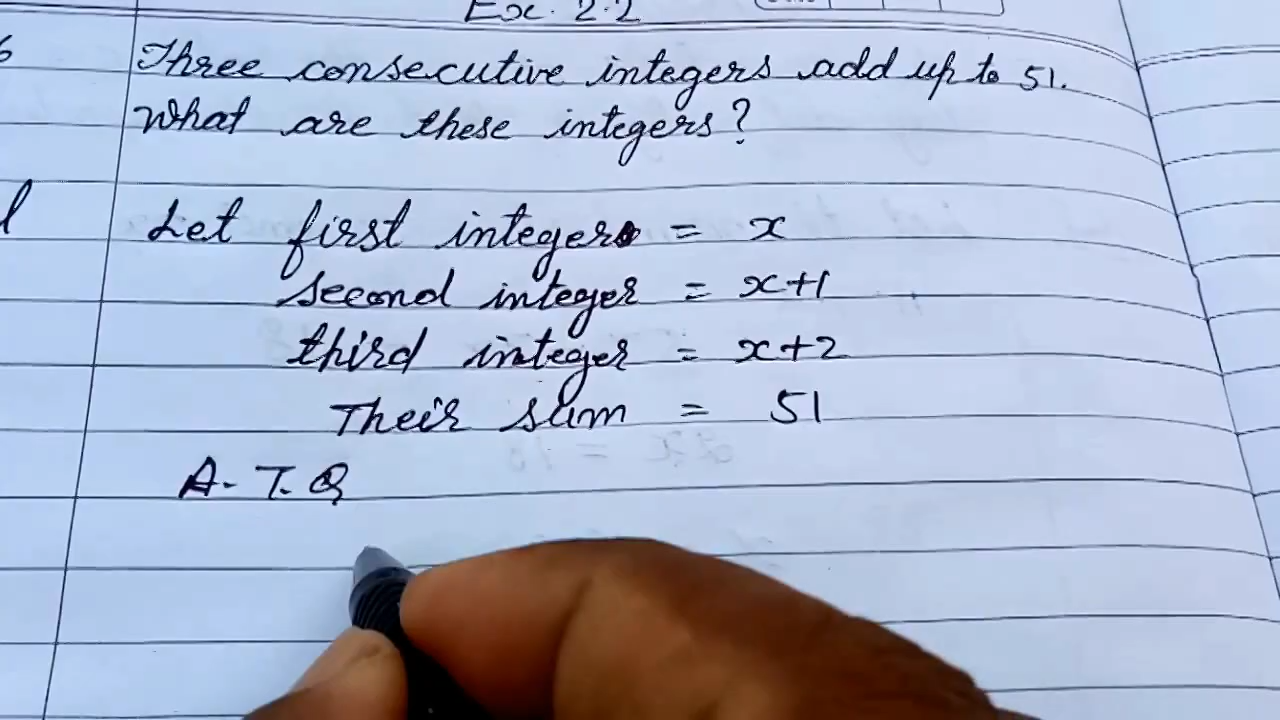 Ex. 2.2
Three consecutive integers add up to 51.
What are these integers?
Let first integer = x
second integer = x+1
third integer = x+2
Their sum = 51
A. T. Q